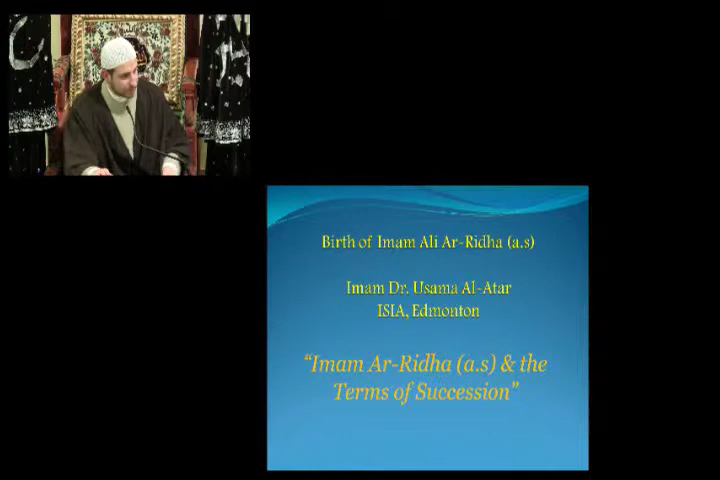 Birth of Imam Ali Ar-Ridha (a.s)
Imam Dr. Usama Al-Atar
ISIA, Edmonton
“Imam Ar-Ridha (a.s) & the
Terms of Succession”